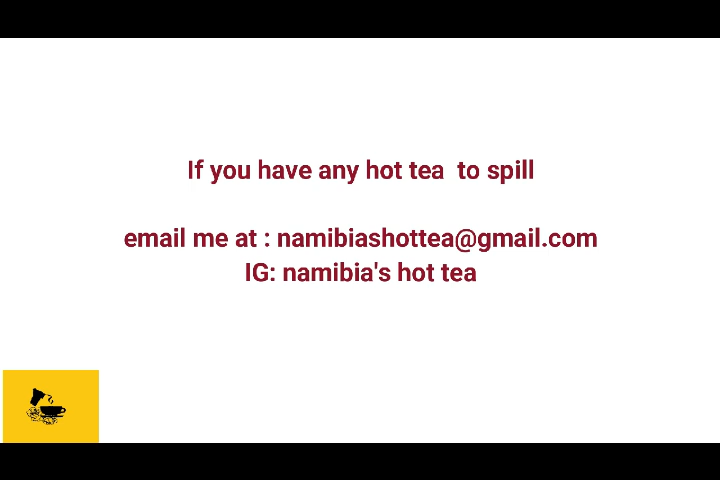 If you have any hot tea  to spill
email me at : namibiashottea@gmail.com
IG: namibia's hot tea